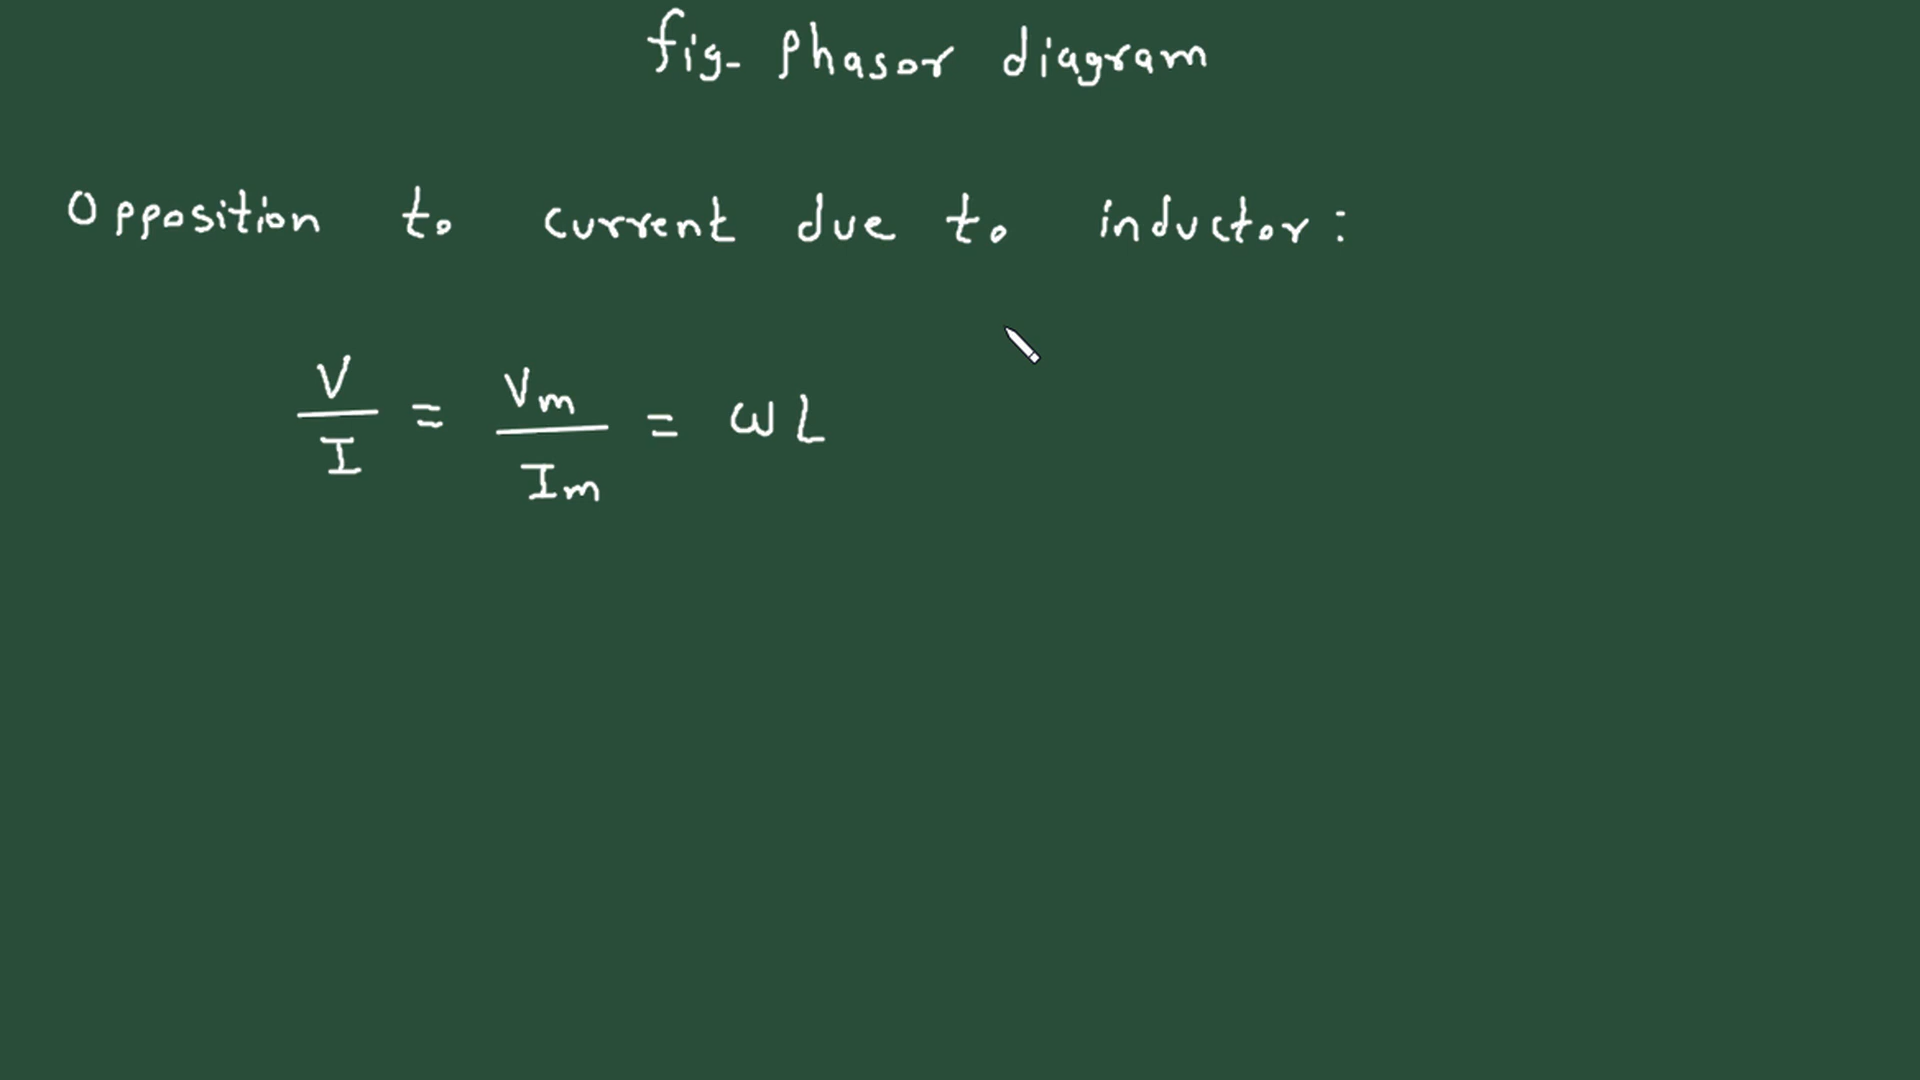 fig- Phasor diagram
Opposition to current due to inductor:
V/I = Vm/Im = ωL